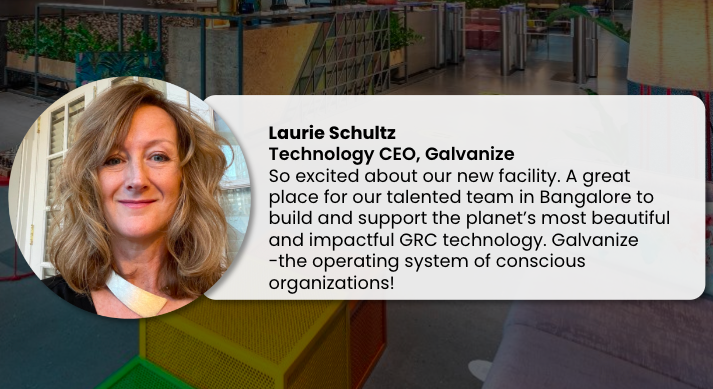 Laurie Schultz
Technology CEO, Galvanize
So excited about our new facility. A great
place for our talented team in Bangalore to
build and support the planet’s most beautiful
and impactful GRC technology. Galvanize
-the operating system of conscious
organizations!